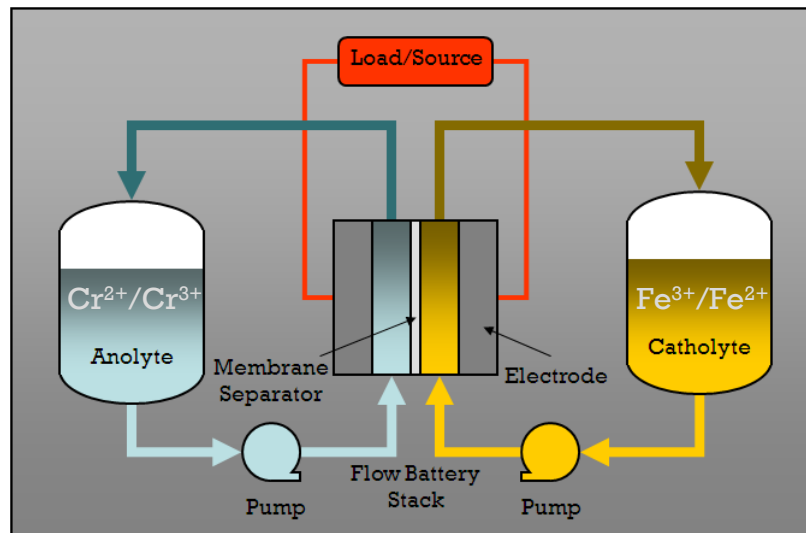 Load/Source
Cr²⁺/Cr³⁺
Anolyte
Fe³⁺/Fe²⁺
Catholyte
Membrane
Separator
Electrode
Pump
Flow Battery
Stack
Pump